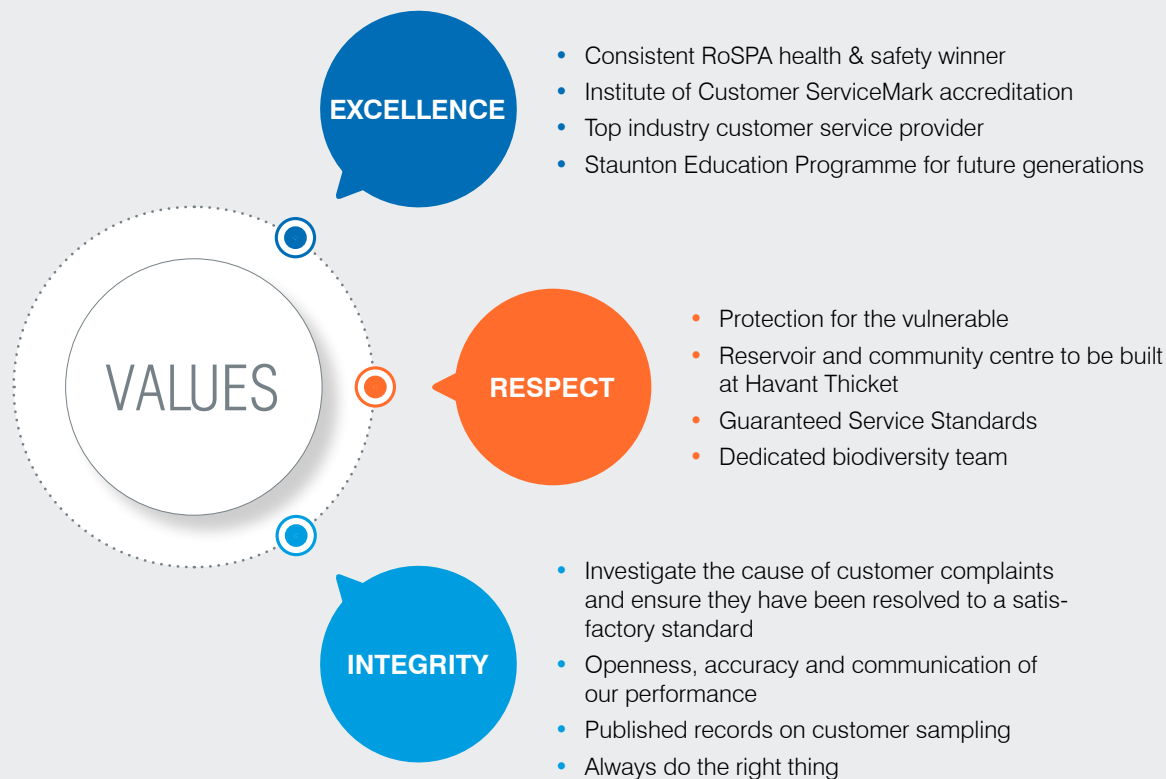 VALUES
EXCELLENCE
• Consistent RoSPA health & safety winner
• Institute of Customer ServiceMark accreditation
• Top industry customer service provider
• Staunton Education Programme for future generations
RESPECT
• Protection for the vulnerable
• Reservoir and community centre to be built
at Havant Thicket
• Guaranteed Service Standards
• Dedicated biodiversity team
INTEGRITY
• Investigate the cause of customer complaints
and ensure they have been resolved to a satis-
factory standard
• Openness, accuracy and communication of
our performance
• Published records on customer sampling
• Always do the right thing